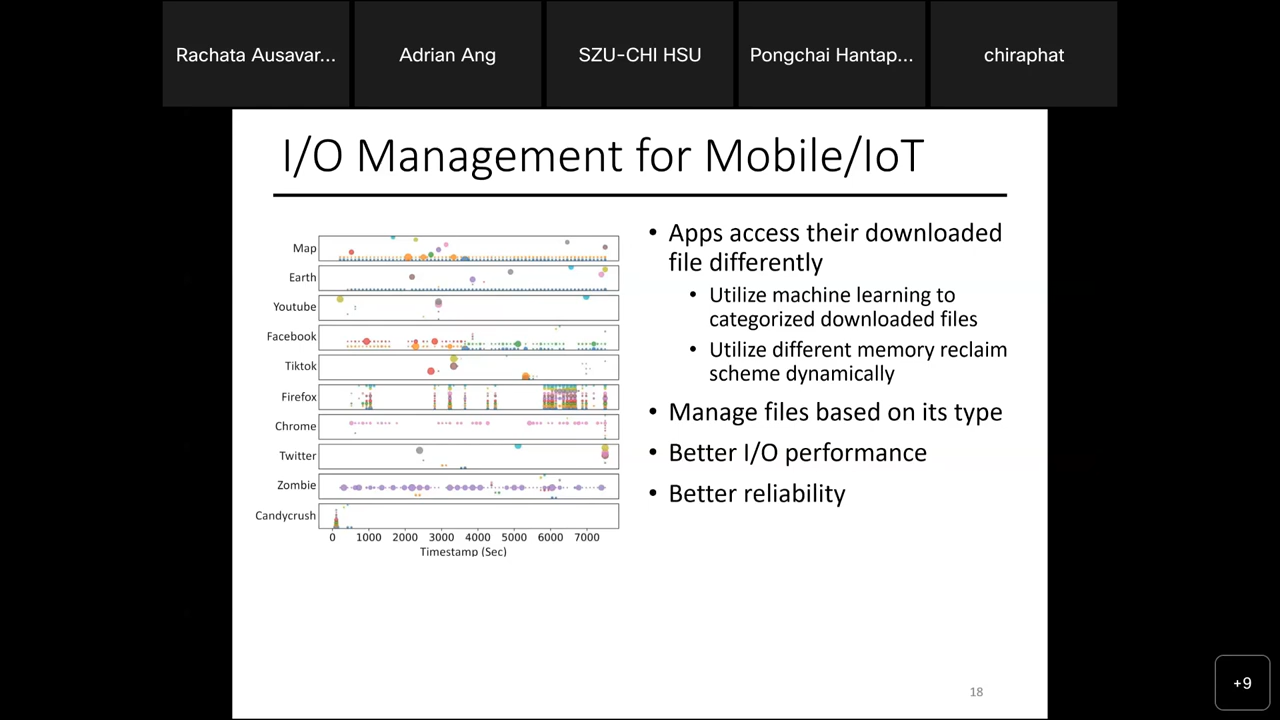 Rachata Ausavar...
Adrian Ang
SZU-CHI HSU
Pongchai Hantap...
chiraphat
I/O Management for Mobile/IoT
Map
Earth
Youtube
Facebook
Tiktok
Firefox
Chrome
Twitter
Zombie
Candycrush
0 1000 2000 3000 4000 5000 6000 7000
Timestamp (Sec)
• Apps access their downloaded
file differently
• Utilize machine learning to
categorized downloaded files
• Utilize different memory reclaim
scheme dynamically
• Manage files based on its type
• Better I/O performance
• Better reliability
18
+9